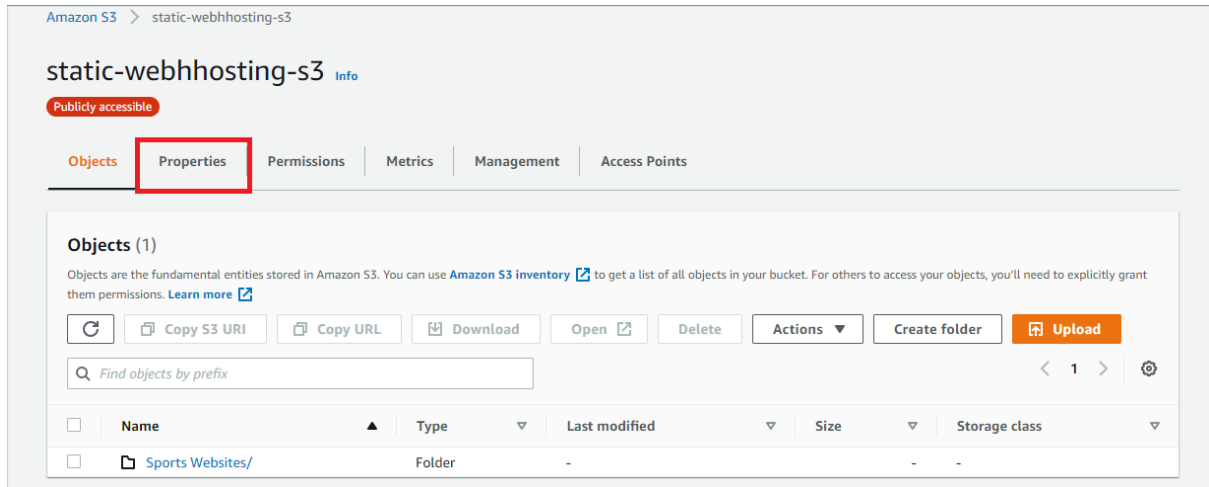 Amazon S3 > static-webhhosting-s3
static-webhhosting-s3 Info
Publicly accessible
Objects Properties Permissions Metrics Management Access Points
Objects (1)
Objects are the fundamental entities stored in Amazon S3. You can use Amazon S3 inventory to get a list of all objects in your bucket. For others to access your objects, you'll need to explicitly grant
them permissions. Learn more
Copy S3 URI Copy URL Download Open Delete Actions Create folder Upload
Find objects by prefix
< 1 >
Name Type Last modified Size Storage class
Sports Websites/ Folder - - -